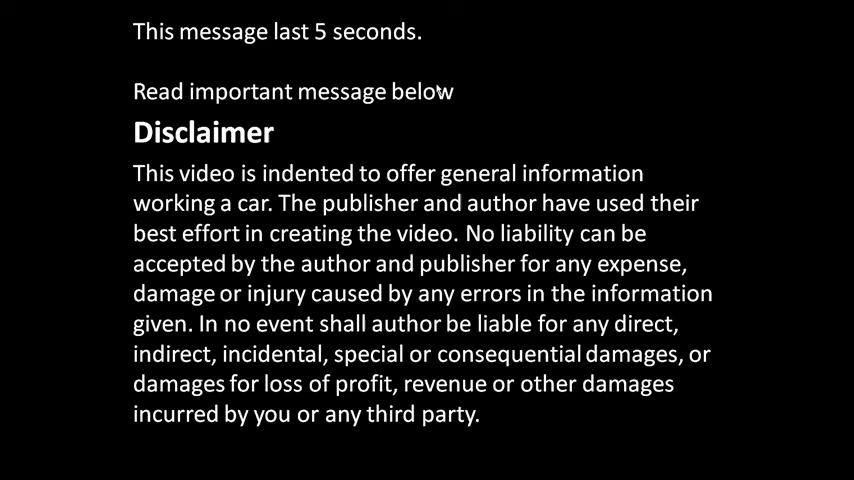 This message last 5 seconds.
Read important message below
Disclaimer
This video is indented to offer general information
working a car. The publisher and author have used their
best effort in creating the video. No liability can be
accepted by the author and publisher for any expense,
damage or injury caused by any errors in the information
given. In no event shall author be liable for any direct,
indirect, incidental, special or consequential damages, or
damages for loss of profit, revenue or other damages
incurred by you or any third party.